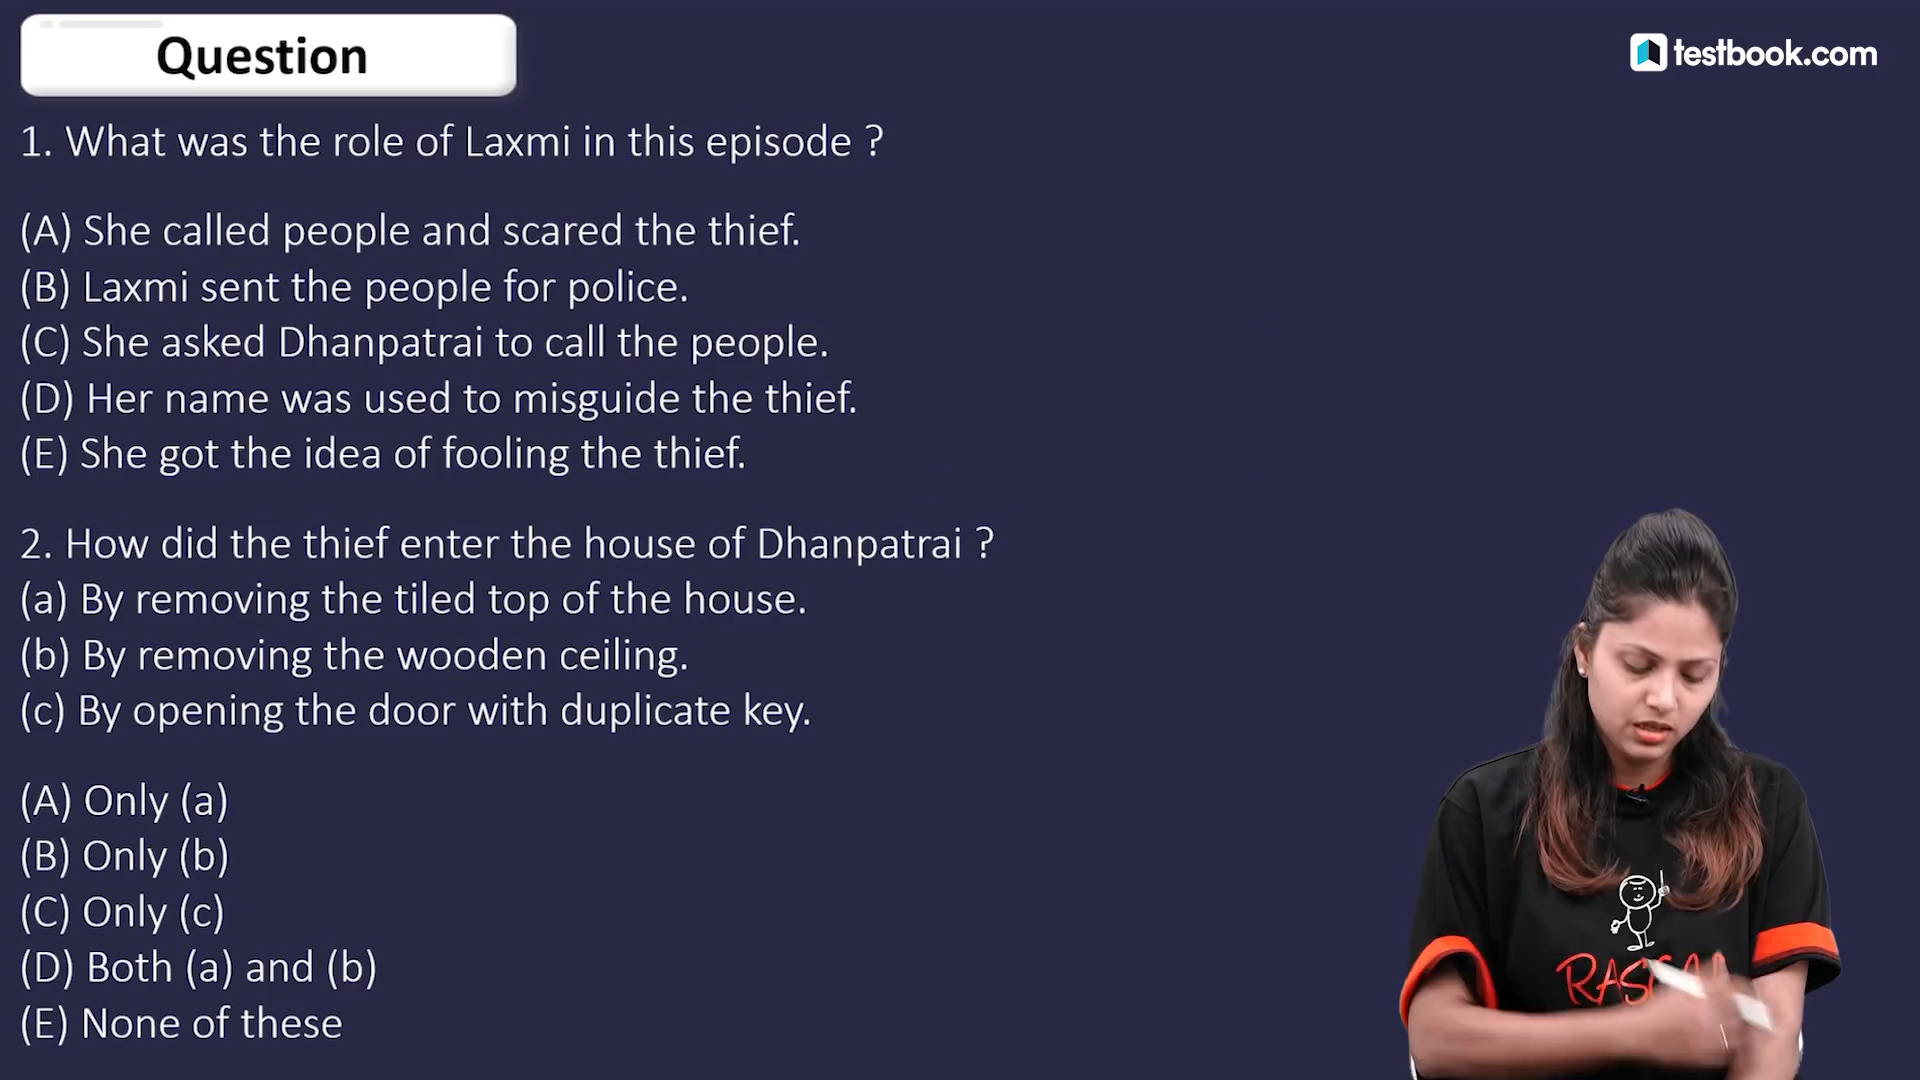 Question
testbook.com
1. What was the role of Laxmi in this episode ?
(A) She called people and scared the thief.
(B) Laxmi sent the people for police.
(C) She asked Dhanpatrai to call the people.
(D) Her name was used to misguide the thief.
(E) She got the idea of fooling the thief.
2. How did the thief enter the house of Dhanpatrai ?
(a) By removing the tiled top of the house.
(b) By removing the wooden ceiling.
(c) By opening the door with duplicate key.
(A) Only (a)
(B) Only (b)
(C) Only (c)
(D) Both (a) and (b)
(E) None of these